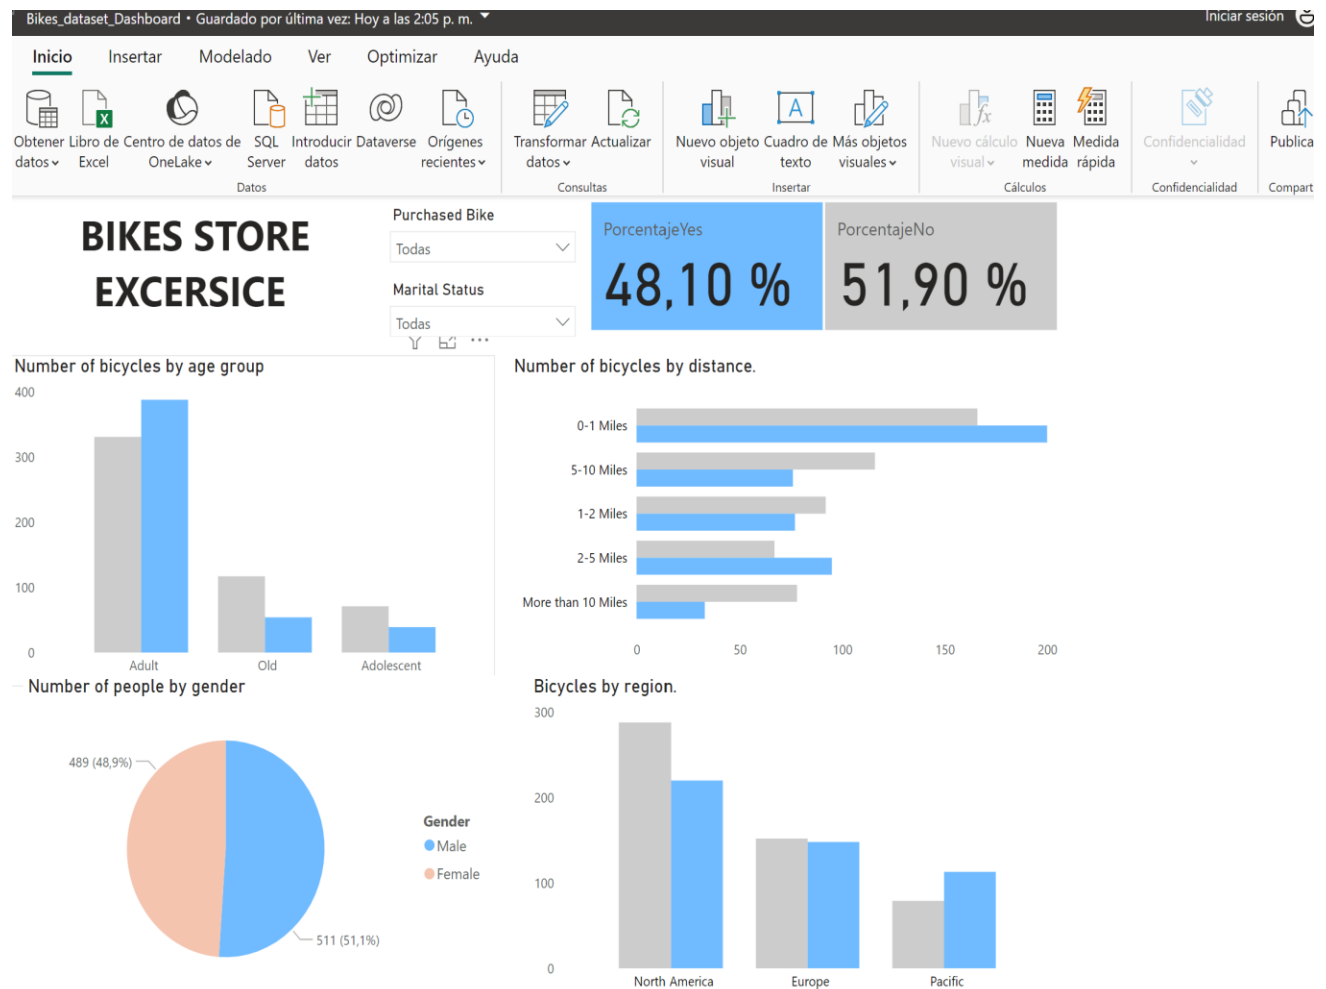 Bikes_dataset_Dashboard • Guardado por última vez: Hoy a las 2:05 p. m.
Iniciar sesión
Inicio Insertar Modelado Ver Optimizar Ayuda
Obtener datos
Libro de Excel
Centro de datos de OneLake
SQL Server
Introducir datos
Dataverse
Orígenes recientes
Transformar datos
Actualizar
Nuevo objeto visual
Cuadro de texto
Más objetos visuales
Nuevo cálculo visual
Nueva medida
Medida rápida
Confidencialidad
Publica
Datos
Consultas
Insertar
Cálculos
Confidencialidad
Compart
BIKES STORE
EXCERSICE
Purchased Bike
Todas
Marital Status
Todas
PorcentajeYes
48,10 %
PorcentajeNo
51,90 %
Number of bicycles by age group
400
300
200
100
0
Adult Old Adolescent
Number of bicycles by distance.
0-1 Miles
5-10 Miles
1-2 Miles
2-5 Miles
More than 10 Miles
0 50 100 150 200
Number of people by gender
489 (48,9%)
511 (51,1%)
Gender
Male
Female
Bicycles by region.
300
200
100
0
North America Europe Pacific